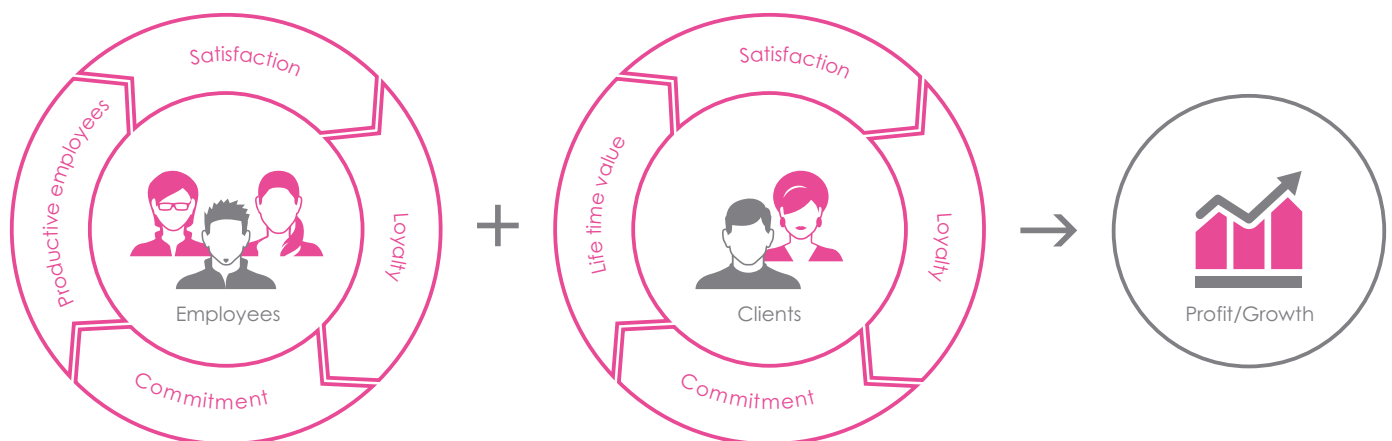 Satisfaction
Loyalty
Commitment
Productive employees
Employees
+
Satisfaction
Loyalty
Commitment
Life time value
Clients
Profit/Growth